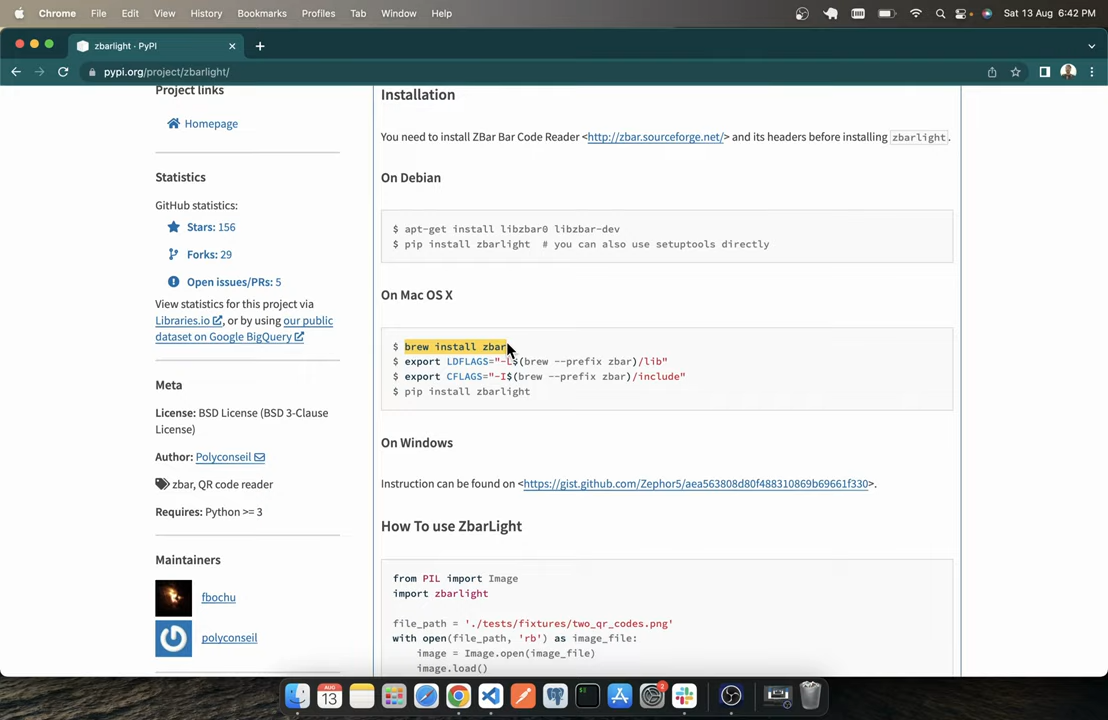 Chrome File Edit View History Bookmarks Profiles Tab Window Help Sat 13 Aug 6:42 PM
zbarlight · PyPI
pypi.org/project/zbarlight/
Project links
Homepage
Statistics
GitHub statistics:
Stars: 156
Forks: 29
Open issues/PRs: 5
View statistics for this project via
Libraries.io, or by using our public
dataset on Google BigQuery
Meta
License: BSD License (BSD 3-Clause
License)
Author: Polyconseil
zbar, QR code reader
Requires: Python >= 3
Maintainers
fbochu
polyconseil
Installation
You need to install ZBar Bar Code Reader <http://zbar.sourceforge.net/> and its headers before installing zbarlight.
On Debian
$ apt-get install libzbar0 libzbar-dev
$ pip install zbarlight  # you can also use setuptools directly
On Mac OS X
$ brew install zbar
$ export LDFLAGS="-L$(brew --prefix zbar)/lib"
$ export CFLAGS="-I$(brew --prefix zbar)/include"
$ pip install zbarlight
On Windows
Instruction can be found on <https://gist.github.com/Zephor5/aea563808d80f488310869b69661f330>.
How To use ZbarLight
from PIL import Image
import zbarlight
file_path = './tests/fixtures/two_qr_codes.png'
with open(file_path, 'rb') as image_file:
    image = Image.open(image_file)
    image.load()
AUG
13
2